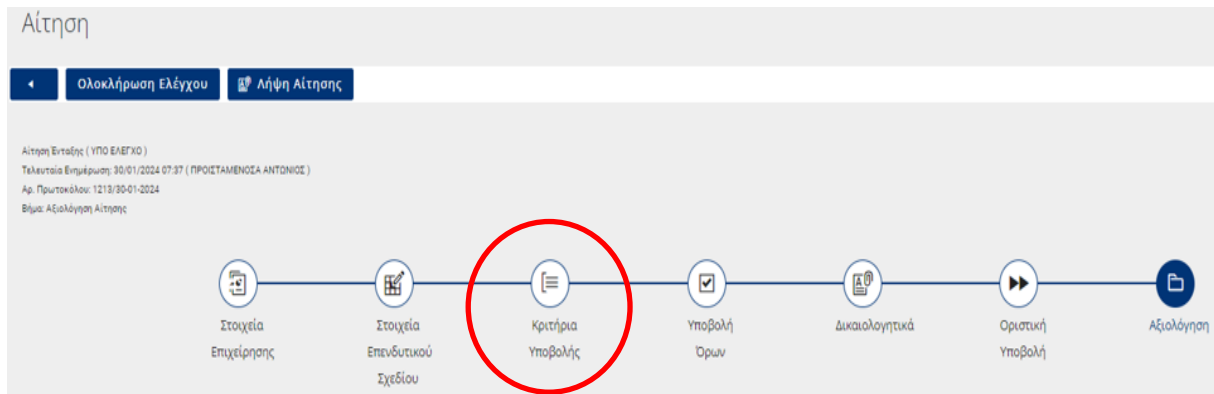 Αίτηση
Ολοκλήρωση Ελέγχου Λήψη Αίτησης
Αίτηση Ένταξης ( ΥΠΟ ΕΛΕΓΧΟ )
Τελευταία Ενημέρωση: 30/01/2024 07:37 ( ΠΡΟΙΣΤΑΜΕΝΟΣΑ ΑΝΤΩΝΙΟΣ )
Αρ. Πρωτοκόλου: 1213/30-01-2024
Βήμα: Αξιολόγηση Αίτησης
Στοιχεία
Επιχείρησης
Στοιχεία
Επενδυτικού
Σχεδίου
Κριτήρια
Υποβολής
Υποβολή
Όρων
Δικαιολογητικά
Οριστική
Υποβολή
Αξιολόγηση